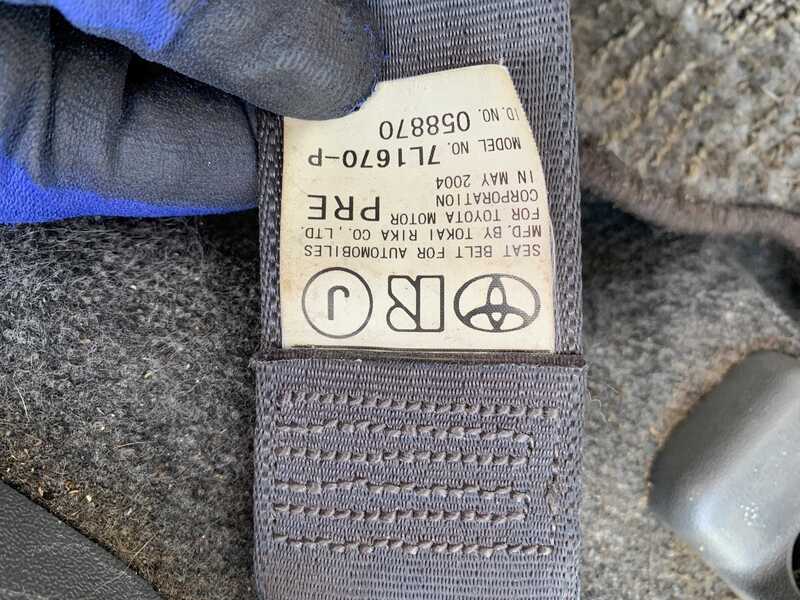 J
SEAT BELT FOR AUTOMOBILES
MFD. BY TOKAI RIKA CO., LTD.
FOR TOYOTA MOTOR
CORPORATION PRE
IN MAY 2004
MODEL NO. 7L1670-P
ID.NO. 058870